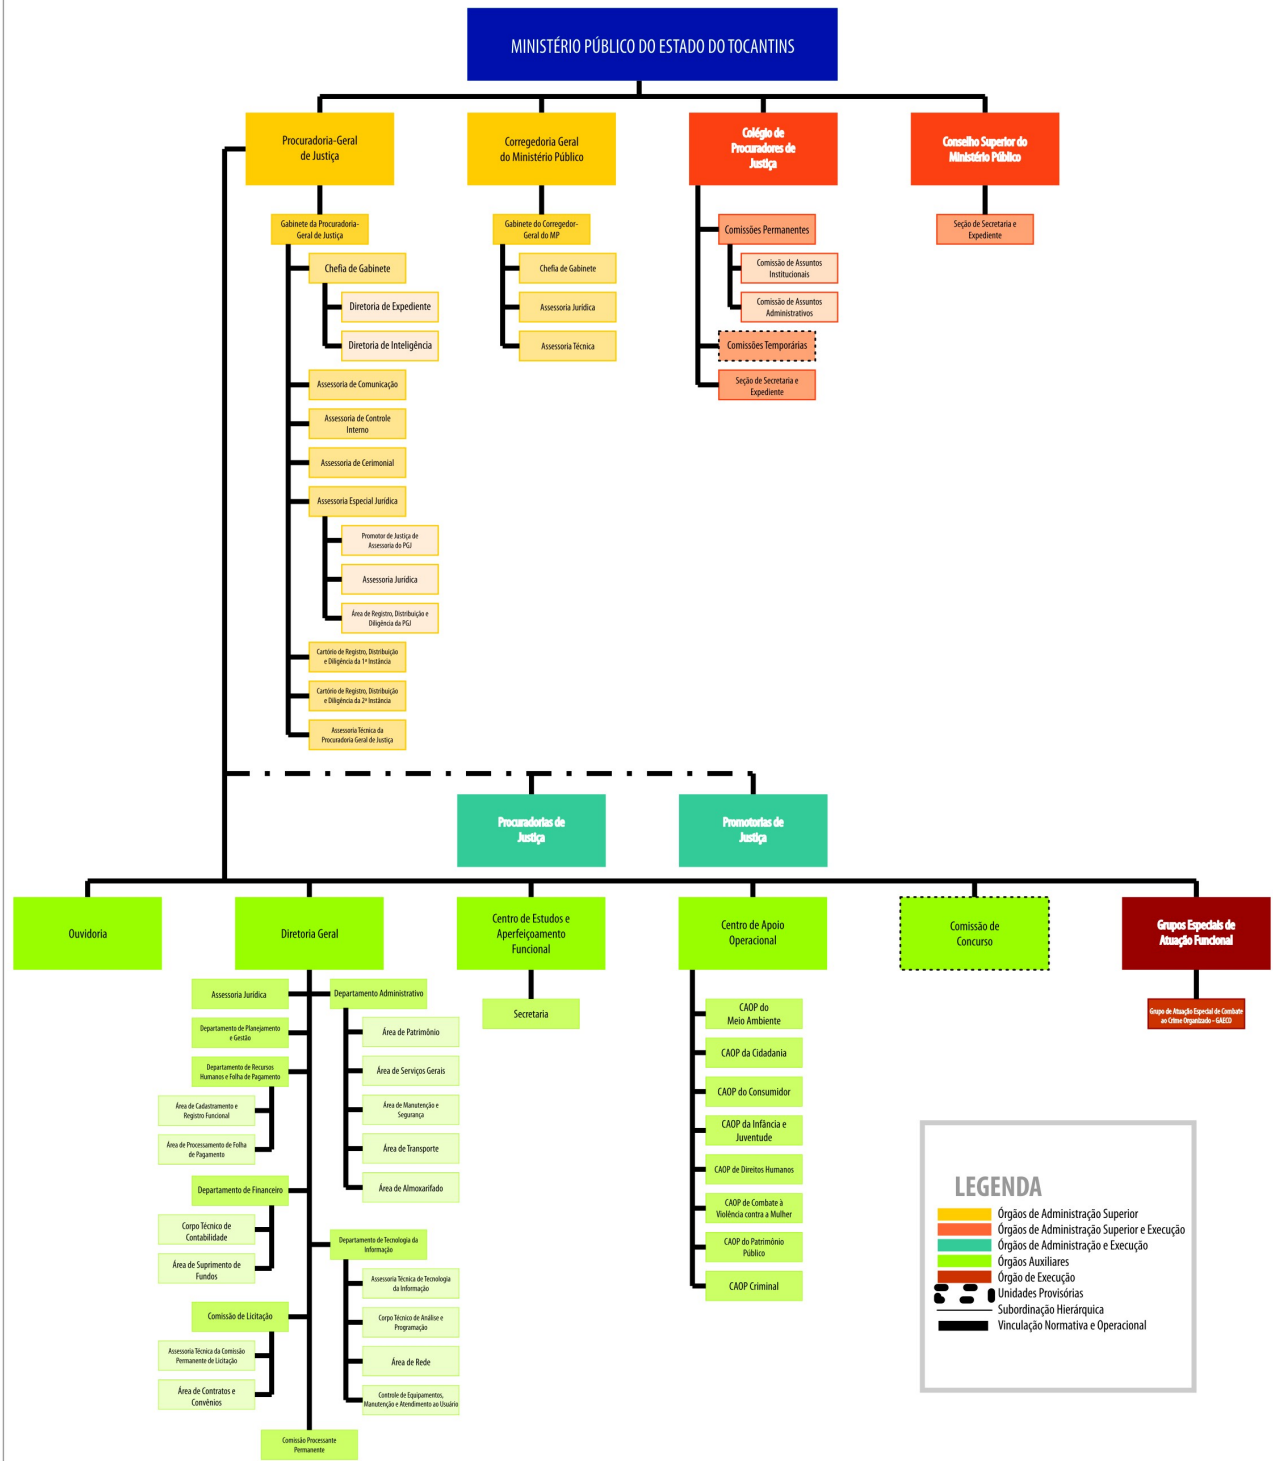 MINISTÉRIO PÚBLICO DO ESTADO DO TOCANTINS
Procuradoria-Geral
de Justiça
Corregedoria Geral
do Ministério Público
Colégio de
Procuradores de
Justiça
Conselho Superior do
Ministério Público
Gabinete da Procuradoria-
Geral de Justiça
Chefia de Gabinete
Diretoria de Expediente
Diretoria de Inteligência
Assessoria de Comunicação
Assessoria de Controle
Interno
Assessoria de Cerimonial
Assessoria Especial Jurídica
Promotor de Justiça de
Assessoria do PGJ
Assessoria Jurídica
Área de Registro, Distribuição e
Diligência da PGJ
Cartório de Registro, Distribuição
e Diligência da 1ª Instância
Cartório de Registro, Distribuição
e Diligência da 2ª Instância
Assessoria Técnica da
Procuradoria Geral de Justiça
Gabinete do Corregedor-
Geral do MP
Chefia de Gabinete
Assessoria Jurídica
Assessoria Técnica
Comissões Permanentes
Comissão de Assuntos
Institucionais
Comissão de Assuntos
Administrativos
Comissões Temporárias
Seção de Secretaria e
Expediente
Seção de Secretaria e
Expediente
Procuradorias de
Justiça
Promotorias de
Justiça
Ouvidoria
Diretoria Geral
Centro de Estudos e
Aperfeiçoamento
Funcional
Centro de Apoio
Operacional
Comissão de
Concurso
Grupos Especiais de
Atuação Funcional
Assessoria Jurídica
Departamento de Planejamento
e Gestão
Departamento de Recursos
Humanos e Folha de Pagamento
Área de Cadastramento e
Registro Funcional
Área de Processamento de Folha
de Pagamento
Departamento de Financeiro
Corpo Técnico de
Contabilidade
Área de Suprimento de
Fundos
Comissão de Licitação
Assessoria Técnica da Comissão
Permanente de Licitação
Área de Contratos e
Convênios
Comissão Processante
Permanente
Departamento Administrativo
Área de Patrimônio
Área de Serviços Gerais
Área de Manutenção e
Segurança
Área de Transporte
Área de Almoxarifado
Departamento de Tecnologia da
Informação
Assessoria Técnica de Tecnologia
da Informação
Corpo Técnico de Análise e
Programação
Área de Rede
Controle de Equipamentos,
Manutenção e Atendimento ao Usuário
Secretaria
CAOP do
Meio Ambiente
CAOP da Cidadania
CAOP do Consumidor
CAOP da Infância e
Juventude
CAOP de Direitos Humanos
CAOP de Combate à
Violência contra a Mulher
CAOP do Patrimônio
Público
CAOP Criminal
Grupo de Atuação Especial de Combate
ao Crime Organizado - GAECO
LEGENDA
Órgãos de Administração Superior
Órgãos de Administração Superior e Execução
Órgãos de Administração e Execução
Órgãos Auxiliares
Órgão de Execução
Unidades Provisórias
Subordinação Hierárquica
Vinculação Normativa e Operacional